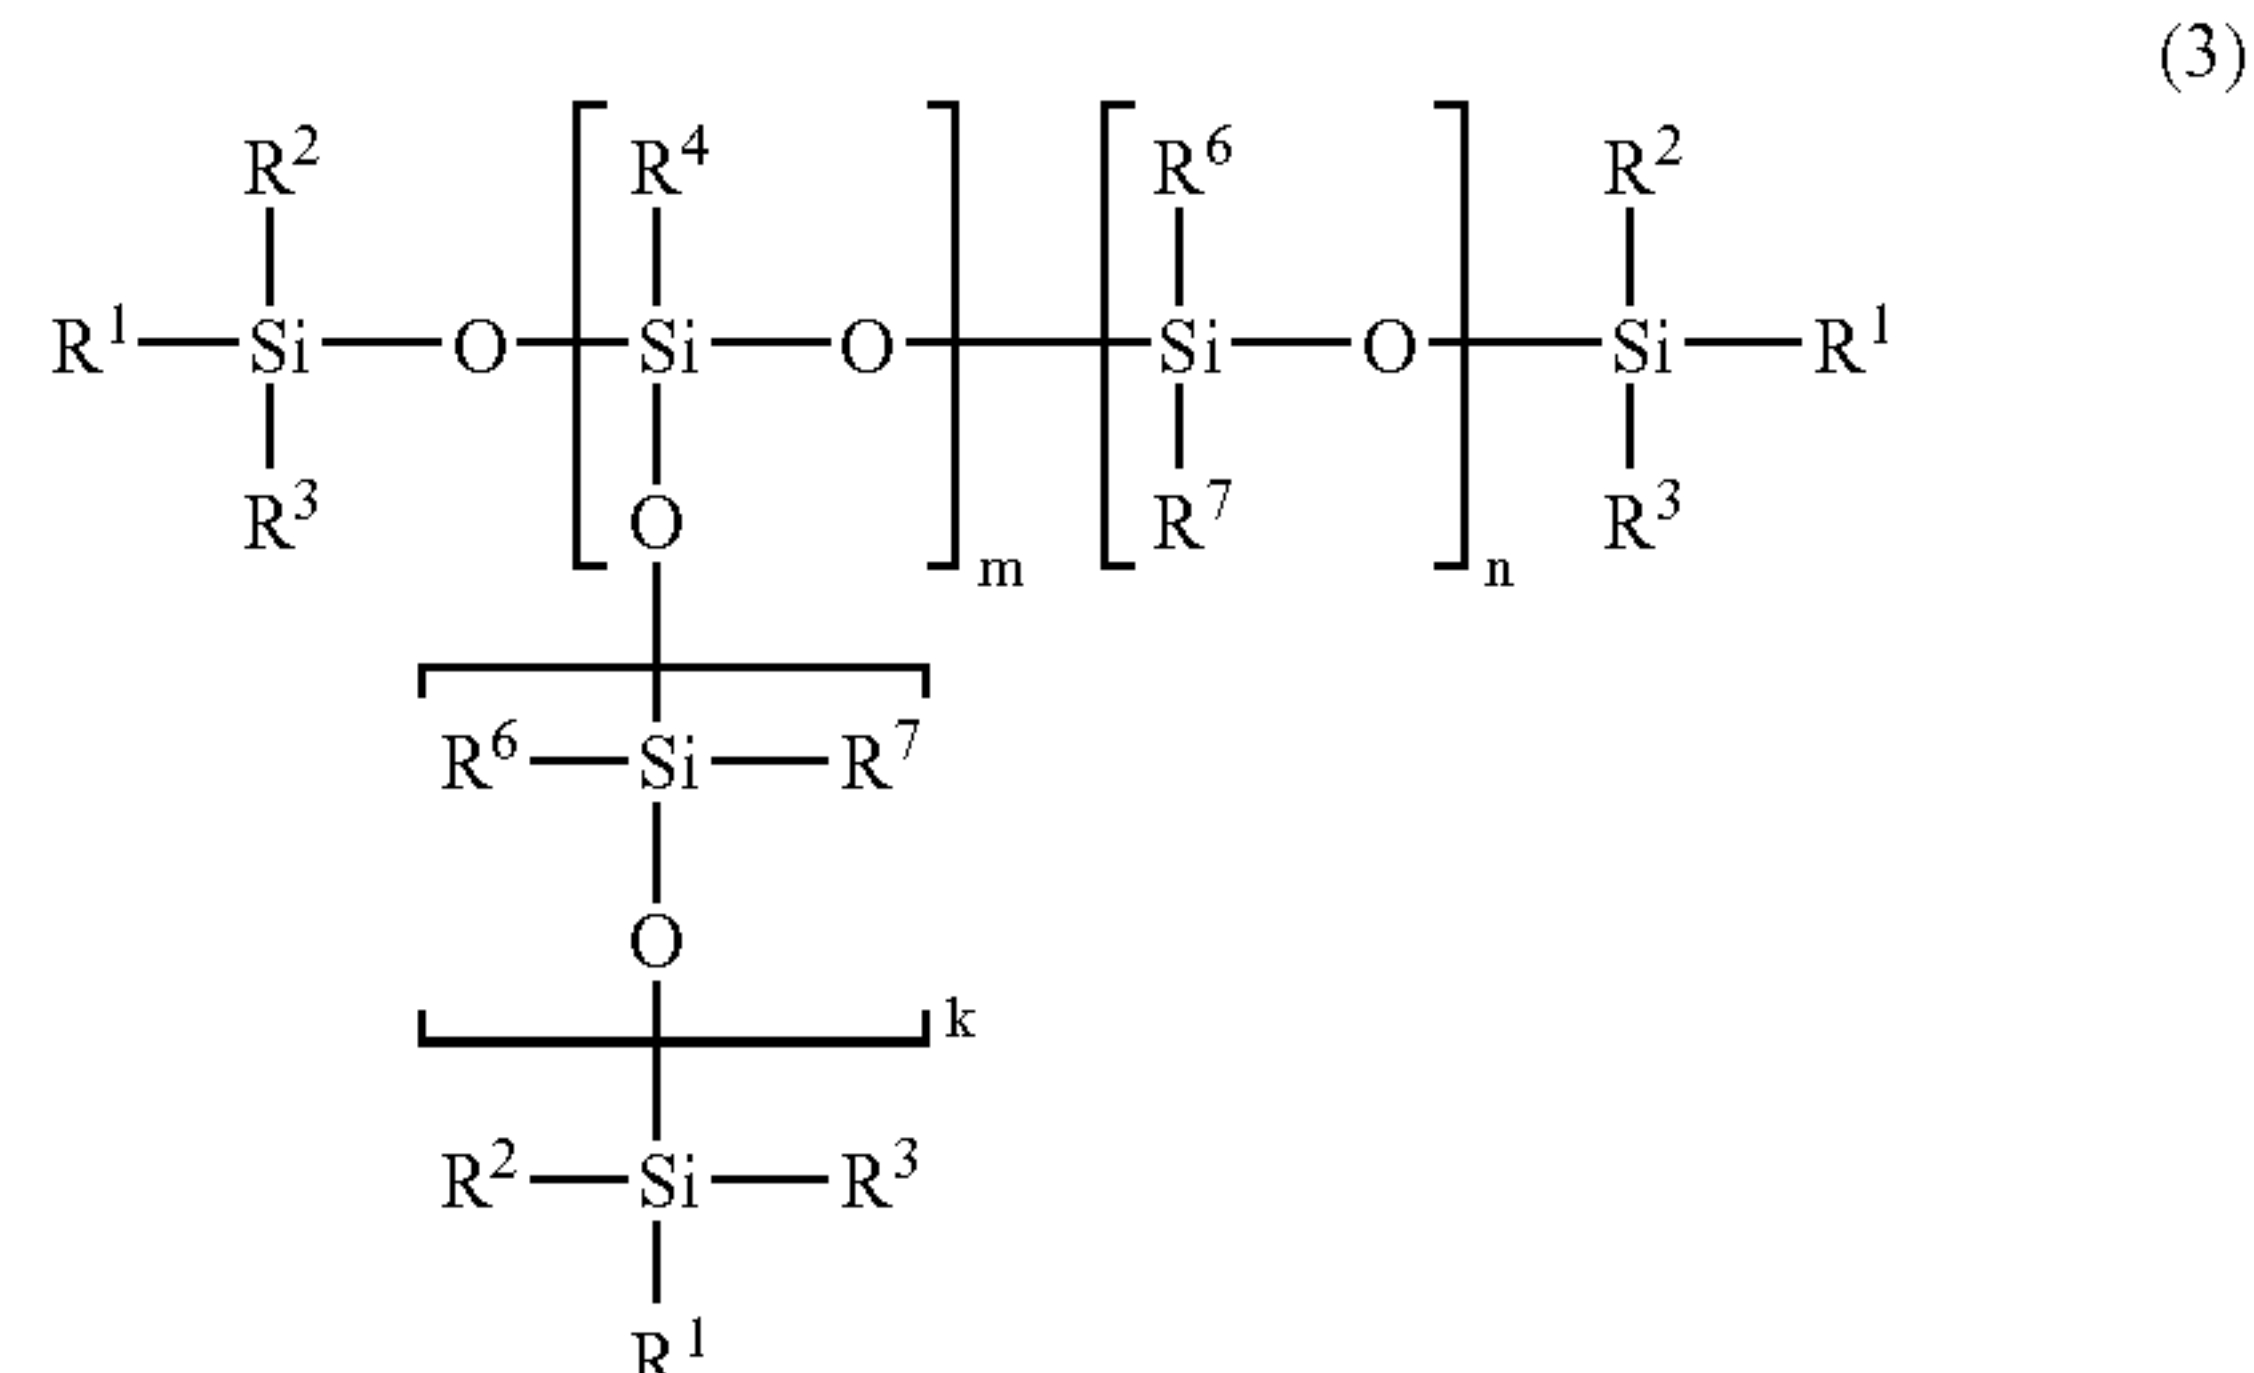 (3)
R² R⁴ R⁶ R²
R¹ Si O Si O Si O Si R¹
R³ O R⁷ R³
m n
R⁶ Si R⁷
O
k
R² Si R³
R¹